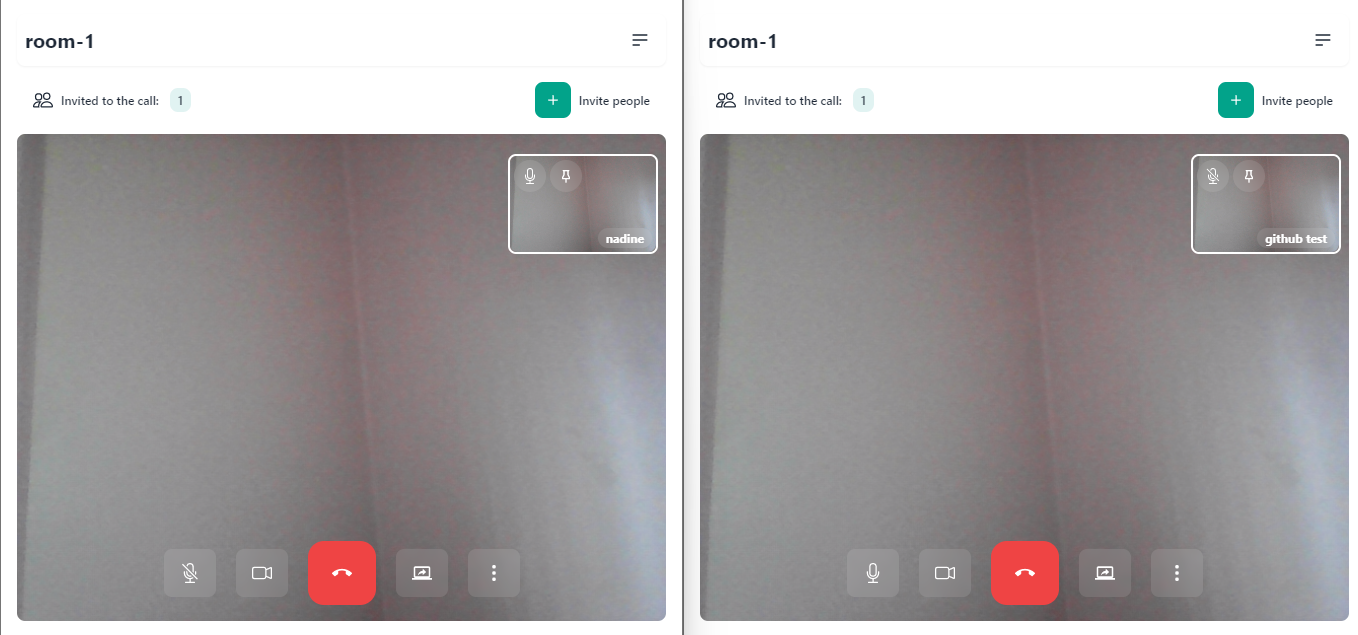 room-1
Invited to the call: 1
Invite people
nadine
room-1
Invited to the call: 1
Invite people
github test